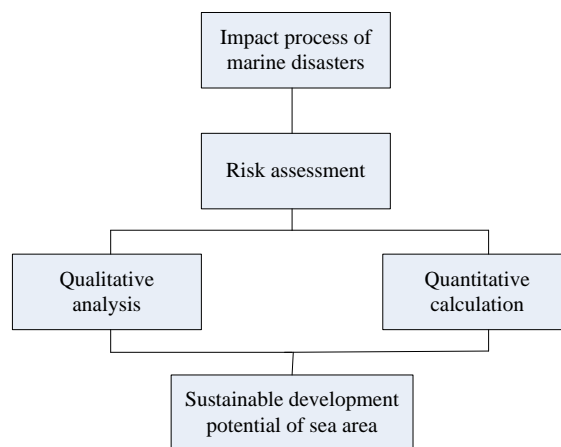 Impact process of
marine disasters
Risk assessment
Qualitative
analysis
Quantitative
calculation
Sustainable development
potential of sea area